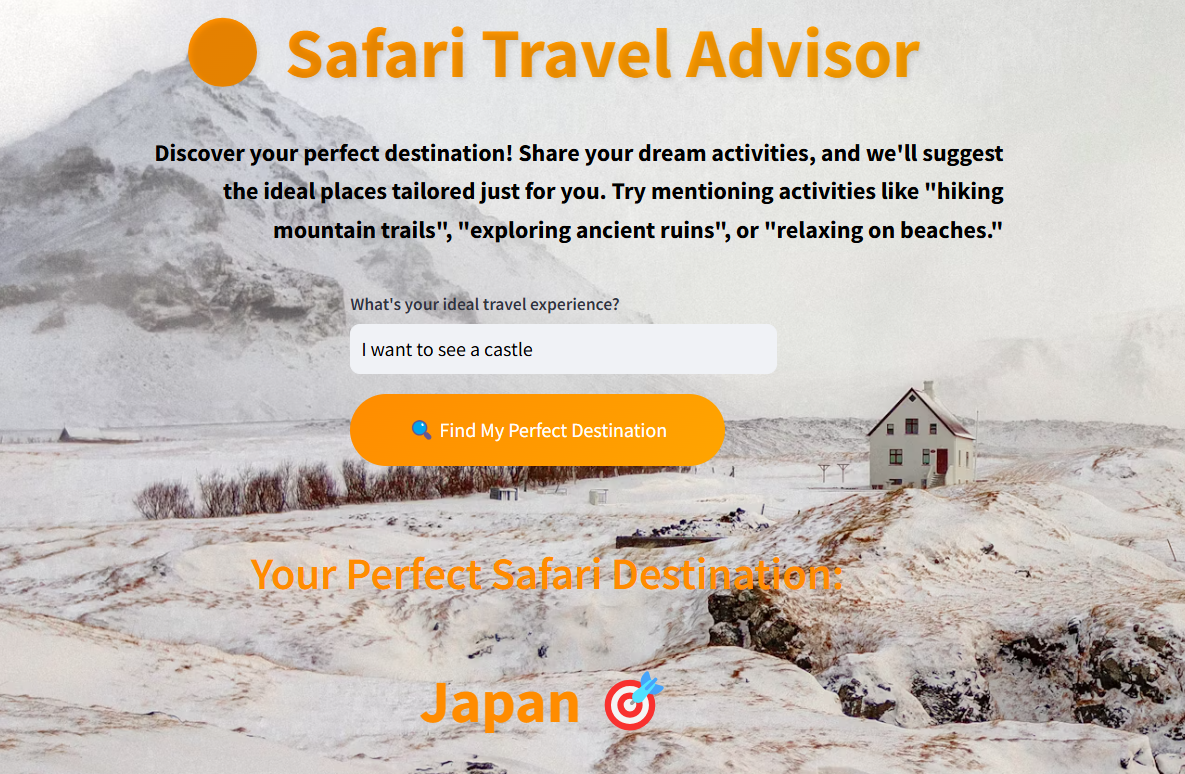 Safari Travel Advisor
Discover your perfect destination! Share your dream activities, and we'll suggest
the ideal places tailored just for you. Try mentioning activities like "hiking
mountain trails", "exploring ancient ruins", or "relaxing on beaches."
What's your ideal travel experience?
I want to see a castle
Find My Perfect Destination
Your Perfect Safari Destination:
Japan